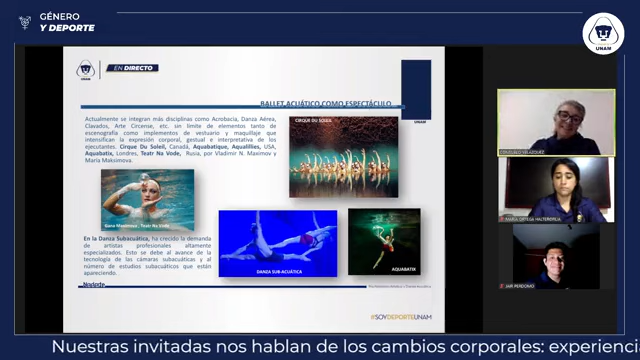 GÉNERO
Y DEPORTE
UNAM
UNAM
EN DIRECTO
UNAM
BALLET ACUÁTICO COMO ESPECTÁCULO
Actualmente se integran más disciplinas como Acrobacia, Danza Aérea,
Clavados, Arte Circense, etc. sin límite de elementos tanto de
escenografía como implementos de vestuario y maquillaje que
intensifican la expresión corporal, gestual e interpretativa de los
ejecutantes. Cirque Du Soleil, Canadá, Aquabatique, Aqualillies, USA,
Aquabatix, Londres, Teatr Na Vode, Rusia, por Vladimir N. Maximov y
María Maksimova.
CIRQUE DU SOLEIL
Gana Maximova, Teatr Na Vode
En la Danza Subacuática, ha crecido la demanda
de artistas profesionales altamente
especializados. Esto se debe al avance de la
tecnología de las cámaras subacuáticas y al
número de estudios subacuáticos que están
apareciendo.
DANZA SUB-ACUÁTICA
AQUABATIX
#SOYDEPORTEUNAM
CONSUELO VELÁZQUEZ
JAIR PERDOMO
Nuestras invitadas nos hablan de los cambios corporales: experienci